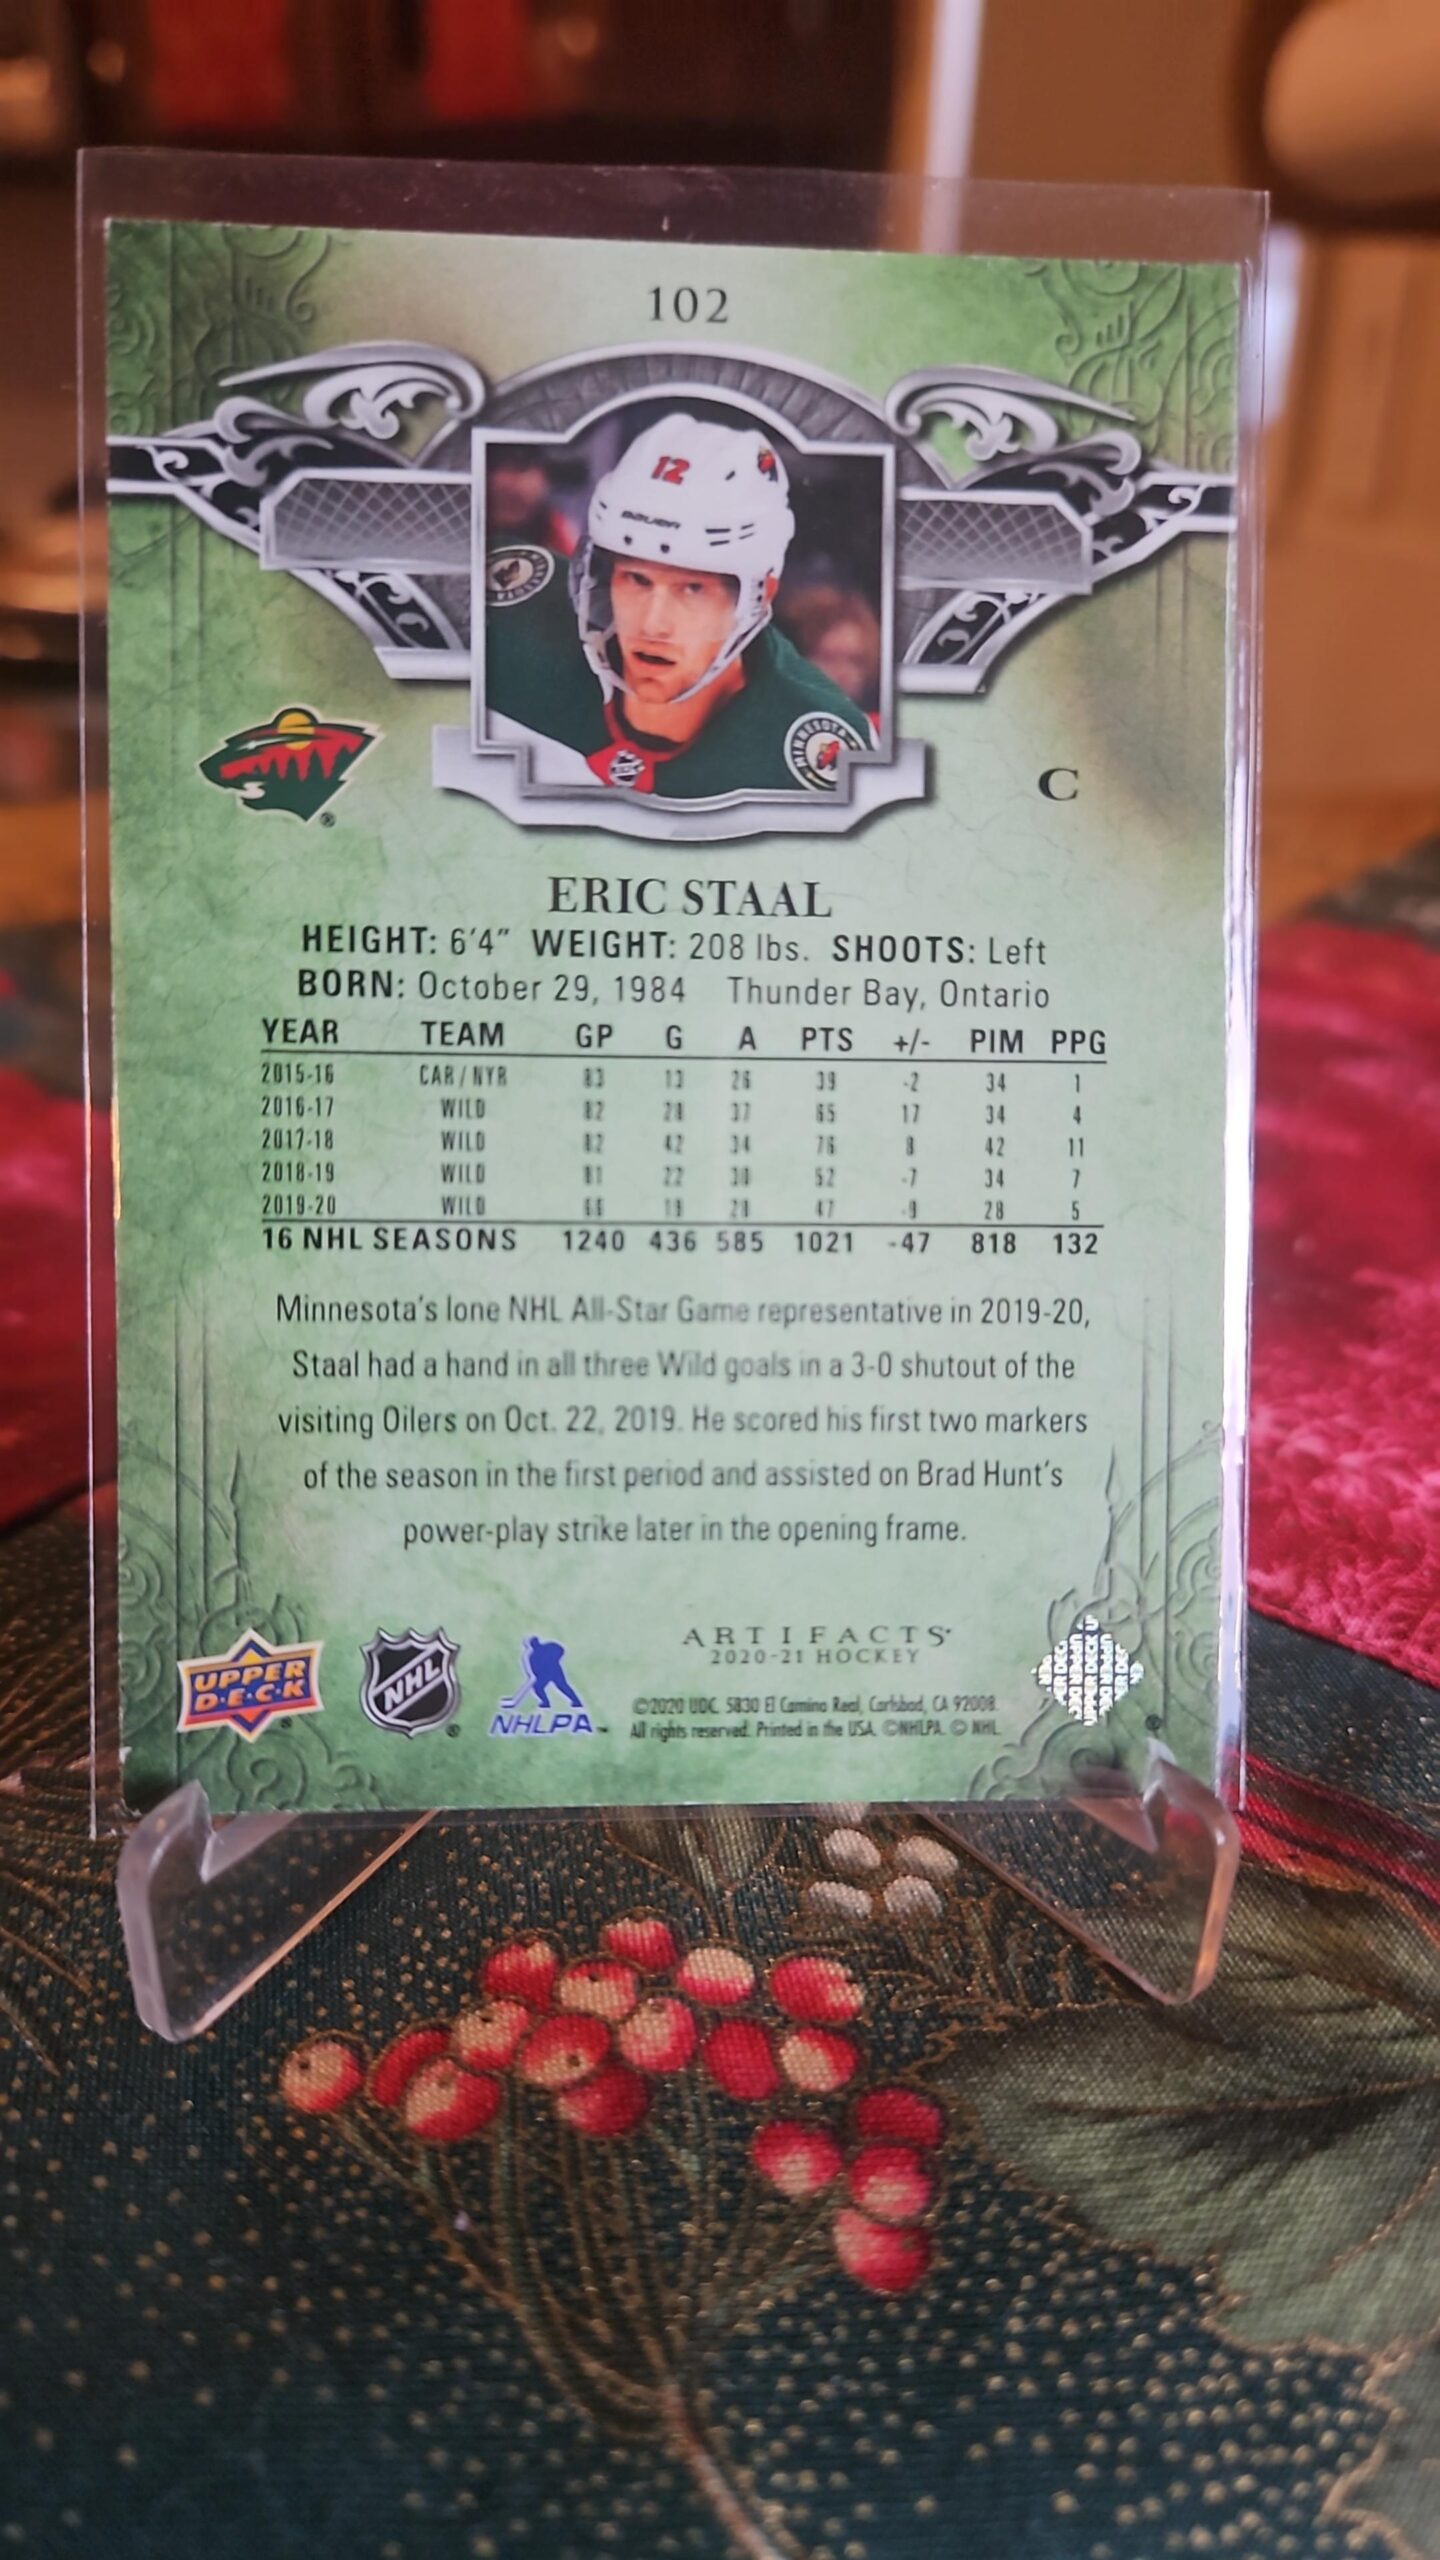 102
12
BAUER
MINNESOTA
C
ERIC STAAL
HEIGHT: 6'4" WEIGHT: 208 lbs. SHOOTS: Left
BORN: October 29, 1984 Thunder Bay, Ontario
YEAR TEAM GP G A PTS +/- PIM PPG
2015-16 CAR / NYR 83 13 26 39 -2 34 1
2016-17 WILD 82 28 37 65 17 34 4
2017-18 WILD 82 42 34 76 8 42 11
2018-19 WILD 81 22 30 52 -7 34 7
2019-20 WILD 66 19 28 47 -9 28 5
16 NHL SEASONS 1240 436 585 1021 -47 818 132
Minnesota's lone NHL All-Star Game representative in 2019-20,
Staal had a hand in all three Wild goals in a 3-0 shutout of the
visiting Oilers on Oct. 22, 2019. He scored his first two markers
of the season in the first period and assisted on Brad Hunt's
power-play strike later in the opening frame.
UPPER
D·E·C·K
NHL
NHLPA™
ARTIFACTS
2020-21 HOCKEY
©2020 UDC. 5830 El Camino Real, Carlsbad, CA 92008.
All rights reserved. Printed in the USA. ©NHLPA. © NHL.